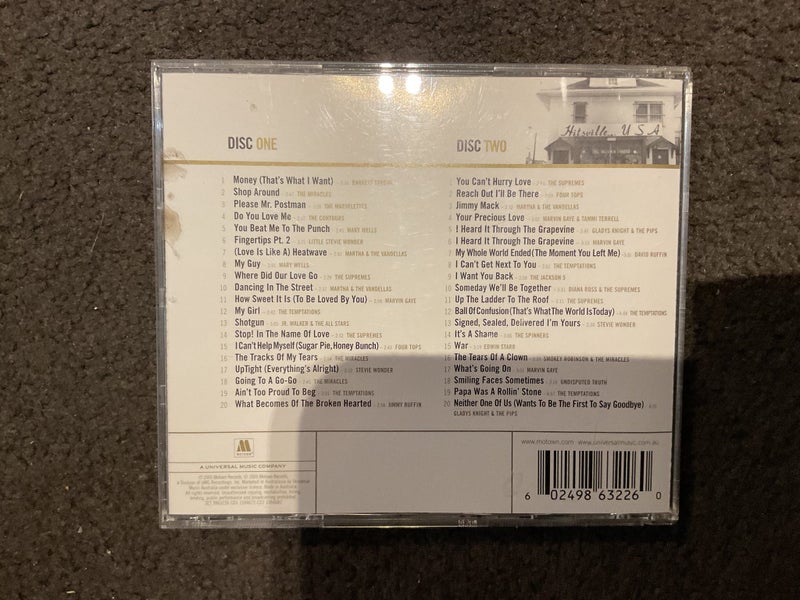 Hitsville U.S.A
DISC ONE
1 Money (That's What I Want) BARRETT STRONG
2 Shop Around THE MIRACLES
3 Please Mr. Postman THE MARVELETTES
4 Do You Love Me THE CONTOURS
5 You Beat Me To The Punch MARY WELLS
6 Fingertips Pt. 2 LITTLE STEVIE WONDER
7 (Love Is Like A) Heatwave MARTHA & THE VANDELLAS
8 My Guy MARY WELLS
9 Where Did Our Love Go THE SUPREMES
10 Dancing In The Street MARTHA & THE VANDELLAS
11 How Sweet It Is (To Be Loved By You) MARVIN GAYE
12 My Girl THE TEMPTATIONS
13 Shotgun JR. WALKER & THE ALL STARS
14 Stop! In The Name Of Love THE SUPREMES
15 I Can't Help Myself (Sugar Pie, Honey Bunch) FOUR TOPS
16 The Tracks Of My Tears THE MIRACLES
17 UpTight (Everything's Alright) STEVIE WONDER
18 Going To A Go-Go THE MIRACLES
19 Ain't Too Proud To Beg THE TEMPTATIONS
20 What Becomes Of The Broken Hearted JIMMY RUFFIN
DISC TWO
1 You Can't Hurry Love THE SUPREMES
2 Reach Out I'll Be There FOUR TOPS
3 Jimmy Mack MARTHA & THE VANDELLAS
4 Your Precious Love MARVIN GAYE & TAMMI TERRELL
5 I Heard It Through The Grapevine GLADYS KNIGHT & THE PIPS
6 I Heard It Through The Grapevine MARVIN GAYE
7 My Whole World Ended (The Moment You Left Me) DAVID RUFFIN
8 I Can't Get Next To You THE TEMPTATIONS
9 I Want You Back THE JACKSON 5
10 Someday We'll Be Together DIANA ROSS & THE SUPREMES
11 Up The Ladder To The Roof THE SUPREMES
12 Ball Of Confusion (That's What The World Is Today) THE TEMPTATIONS
13 Signed, Sealed, Delivered I'm Yours STEVIE WONDER
14 It's A Shame THE SPINNERS
15 War EDWIN STARR
16 The Tears Of A Clown SMOKEY ROBINSON & THE MIRACLES
17 What's Going On MARVIN GAYE
18 Smiling Faces Sometimes UNDISPUTED TRUTH
19 Papa Was A Rollin' Stone THE TEMPTATIONS
20 Neither One Of Us (Wants To Be The First To Say Goodbye)
GLADYS KNIGHT & THE PIPS
M
MOTOWN
A UNIVERSAL MUSIC COMPANY
www.motown.com www.universalmusic.com.au
6 02498 63226 0